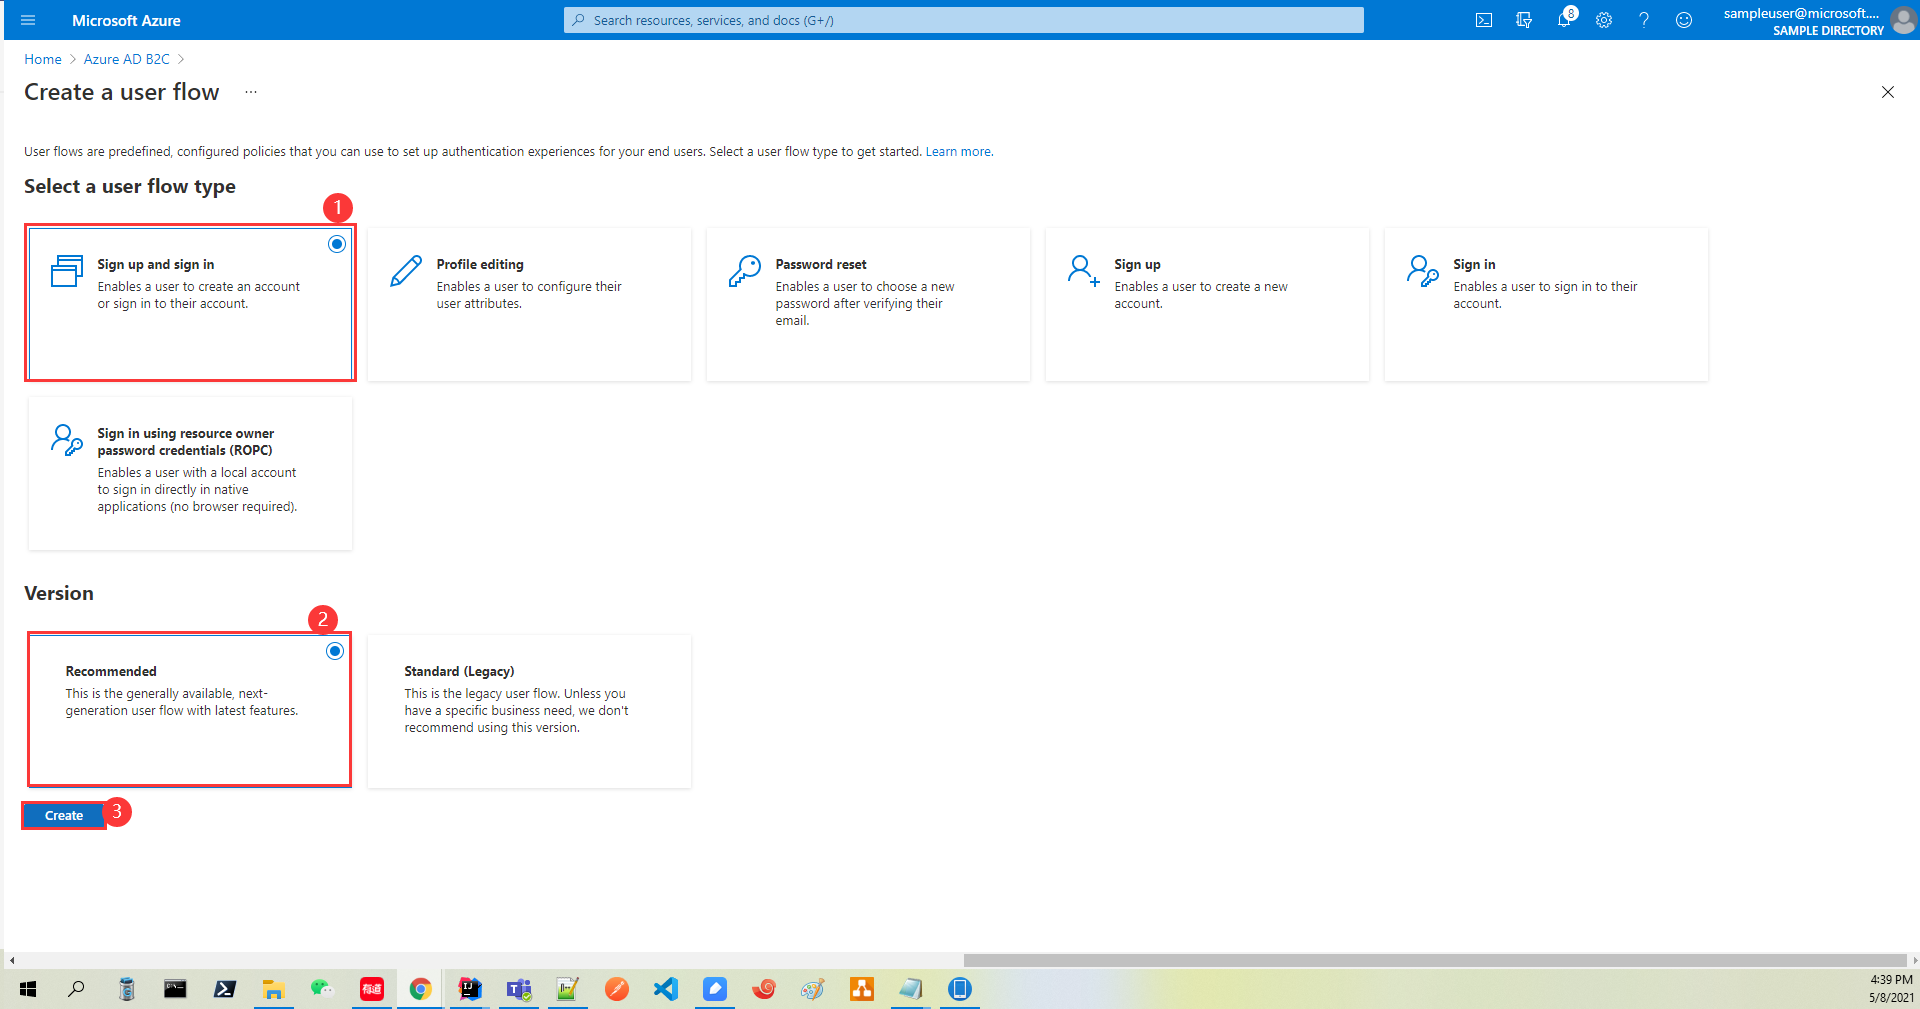 Microsoft Azure
Search resources, services, and docs (G+/)
8
sampleuser@microsoft....
SAMPLE DIRECTORY
Home > Azure AD B2C >
Create a user flow ...
User flows are predefined, configured policies that you can use to set up authentication experiences for your end users. Select a user flow type to get started. Learn more.
Select a user flow type
1
Sign up and sign in
Enables a user to create an account
or sign in to their account.
Profile editing
Enables a user to configure their
user attributes.
Password reset
Enables a user to choose a new
password after verifying their
email.
Sign up
Enables a user to create a new
account.
Sign in
Enables a user to sign in to their
account.
Sign in using resource owner
password credentials (ROPC)
Enables a user with a local account
to sign in directly in native
applications (no browser required).
Version
2
Recommended
This is the generally available, next-
generation user flow with latest features.
Standard (Legacy)
This is the legacy user flow. Unless you
have a specific business need, we don't
recommend using this version.
Create
3
有道
IJ
4:39 PM
5/8/2021